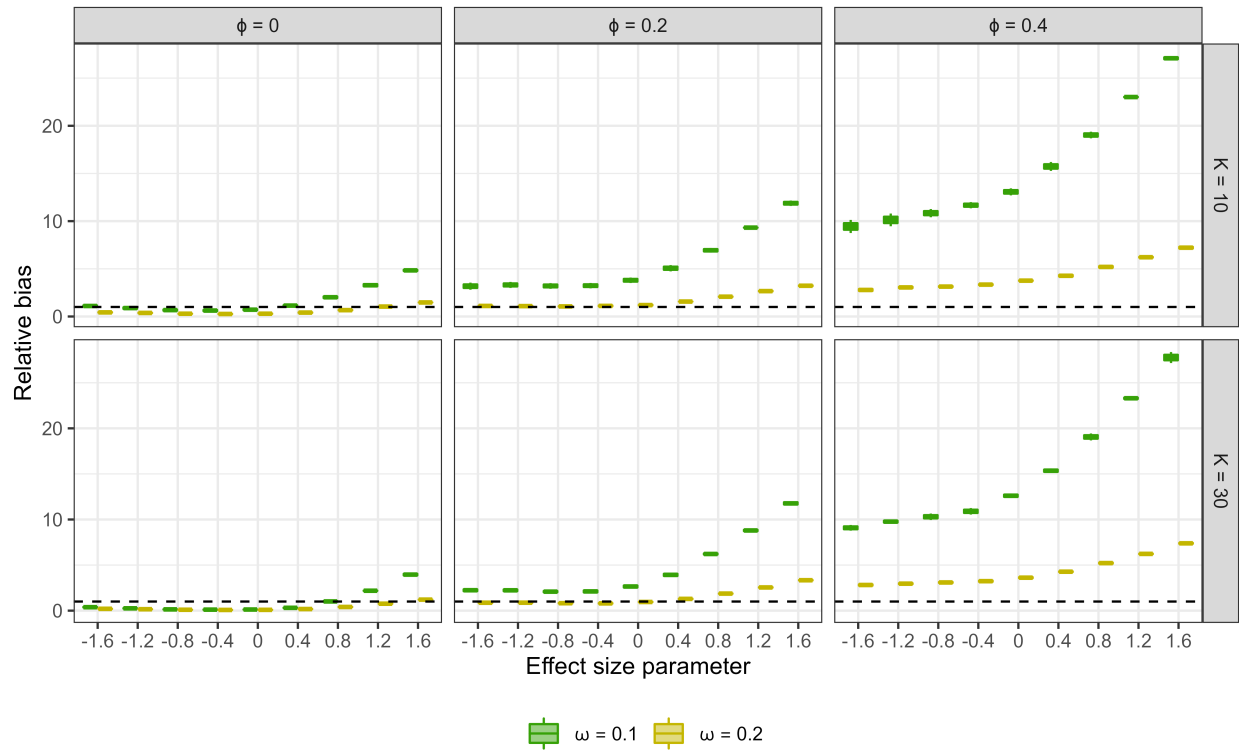 ϕ = 0 ϕ = 0.2 ϕ = 0.4
20
10
0
K = 10
20
10
0
K = 30
Relative bias
-1.6 -1.2 -0.8 -0.4 0 0.4 0.8 1.2 1.6 -1.6 -1.2 -0.8 -0.4 0 0.4 0.8 1.2 1.6 -1.6 -1.2 -0.8 -0.4 0 0.4 0.8 1.2 1.6
Effect size parameter
ω = 0.1 ω = 0.2